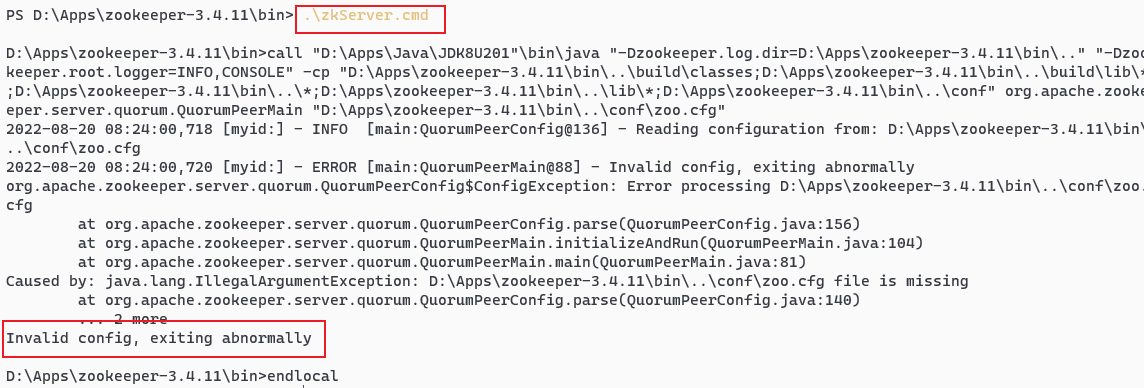 PS D:\Apps\zookeeper-3.4.11\bin> .\zkServer.cmd
D:\Apps\zookeeper-3.4.11\bin>call "D:\Apps\Java\JDK8U201"\bin\java "-Dzookeeper.log.dir=D:\Apps\zookeeper-3.4.11\bin\.." "-Dzoo
keeper.root.logger=INFO,CONSOLE" -cp "D:\Apps\zookeeper-3.4.11\bin\..\build\classes;D:\Apps\zookeeper-3.4.11\bin\..\build\lib\*
;D:\Apps\zookeeper-3.4.11\bin\..\*;D:\Apps\zookeeper-3.4.11\bin\..\lib\*;D:\Apps\zookeeper-3.4.11\bin\..\conf" org.apache.zooke
eper.server.quorum.QuorumPeerMain "D:\Apps\zookeeper-3.4.11\bin\..\conf\zoo.cfg"
2022-08-20 08:24:00,718 [myid:] - INFO  [main:QuorumPeerConfig@136] - Reading configuration from: D:\Apps\zookeeper-3.4.11\bin\
..\conf\zoo.cfg
2022-08-20 08:24:00,720 [myid:] - ERROR [main:QuorumPeerMain@88] - Invalid config, exiting abnormally
org.apache.zookeeper.server.quorum.QuorumPeerConfig$ConfigException: Error processing D:\Apps\zookeeper-3.4.11\bin\..\conf\zoo.
cfg
at org.apache.zookeeper.server.quorum.QuorumPeerConfig.parse(QuorumPeerConfig.java:156)
at org.apache.zookeeper.server.quorum.QuorumPeerMain.initializeAndRun(QuorumPeerMain.java:104)
at org.apache.zookeeper.server.quorum.QuorumPeerMain.main(QuorumPeerMain.java:81)
Caused by: java.lang.IllegalArgumentException: D:\Apps\zookeeper-3.4.11\bin\..\conf\zoo.cfg file is missing
at org.apache.zookeeper.server.quorum.QuorumPeerConfig.parse(QuorumPeerConfig.java:140)
... 2 more
Invalid config, exiting abnormally
D:\Apps\zookeeper-3.4.11\bin>endlocal